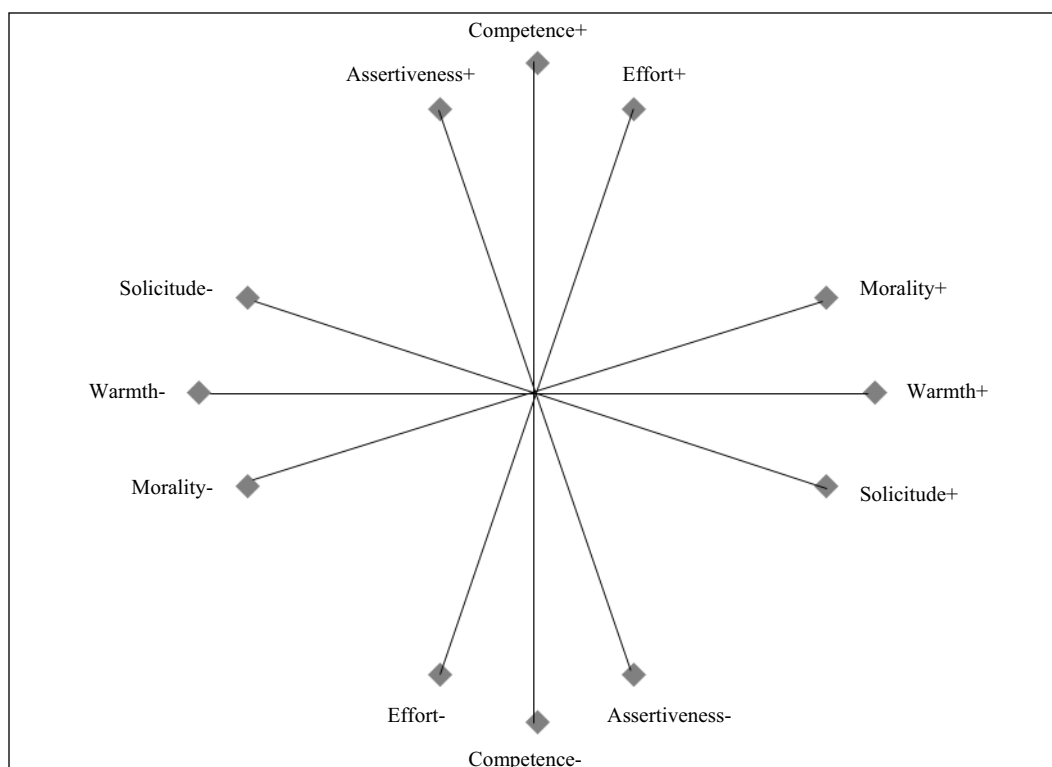 Competence+
Assertiveness+
Effort+
Solicitude-
Morality+
Warmth-
Warmth+
Morality-
Solicitude+
Effort-
Assertiveness-
Competence-